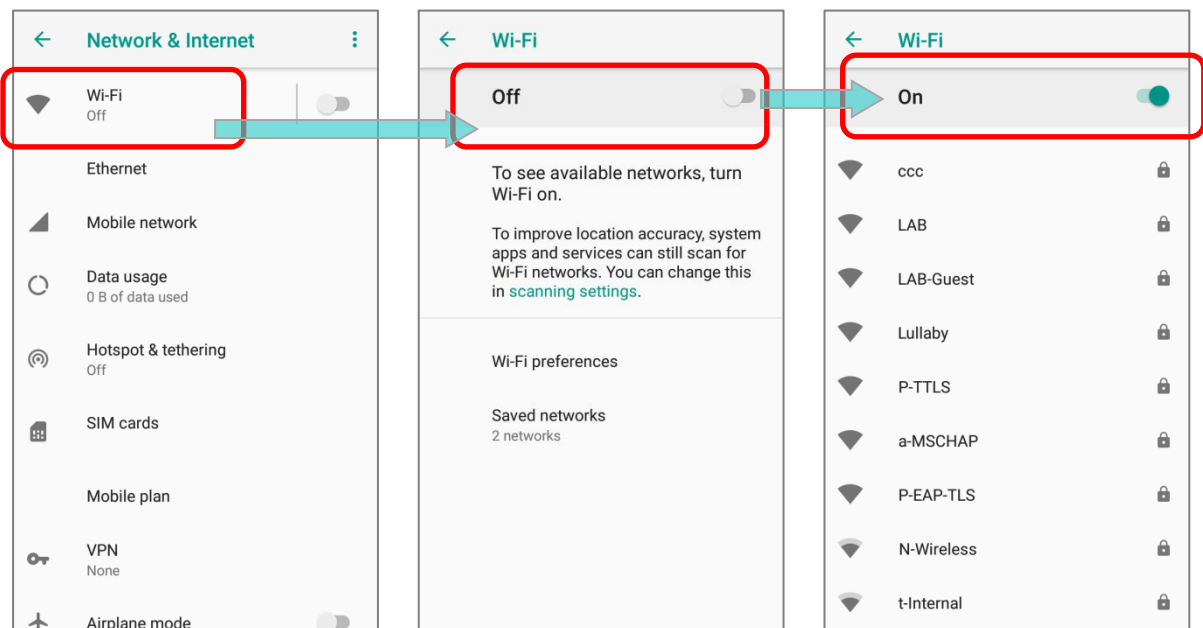 Network & Internet
Wi-Fi
Off
Ethernet
Mobile network
Data usage
0 B of data used
Hotspot & tethering
Off
SIM cards
Mobile plan
VPN
None
Airplane mode
Wi-Fi
Off
To see available networks, turn
Wi-Fi on.
To improve location accuracy, system
apps and services can still scan for
Wi-Fi networks. You can change this
in scanning settings.
Wi-Fi preferences
Saved networks
2 networks
Wi-Fi
On
ccc
LAB
LAB-Guest
Lullaby
P-TTLS
a-MSCHAP
P-EAP-TLS
N-Wireless
t-Internal